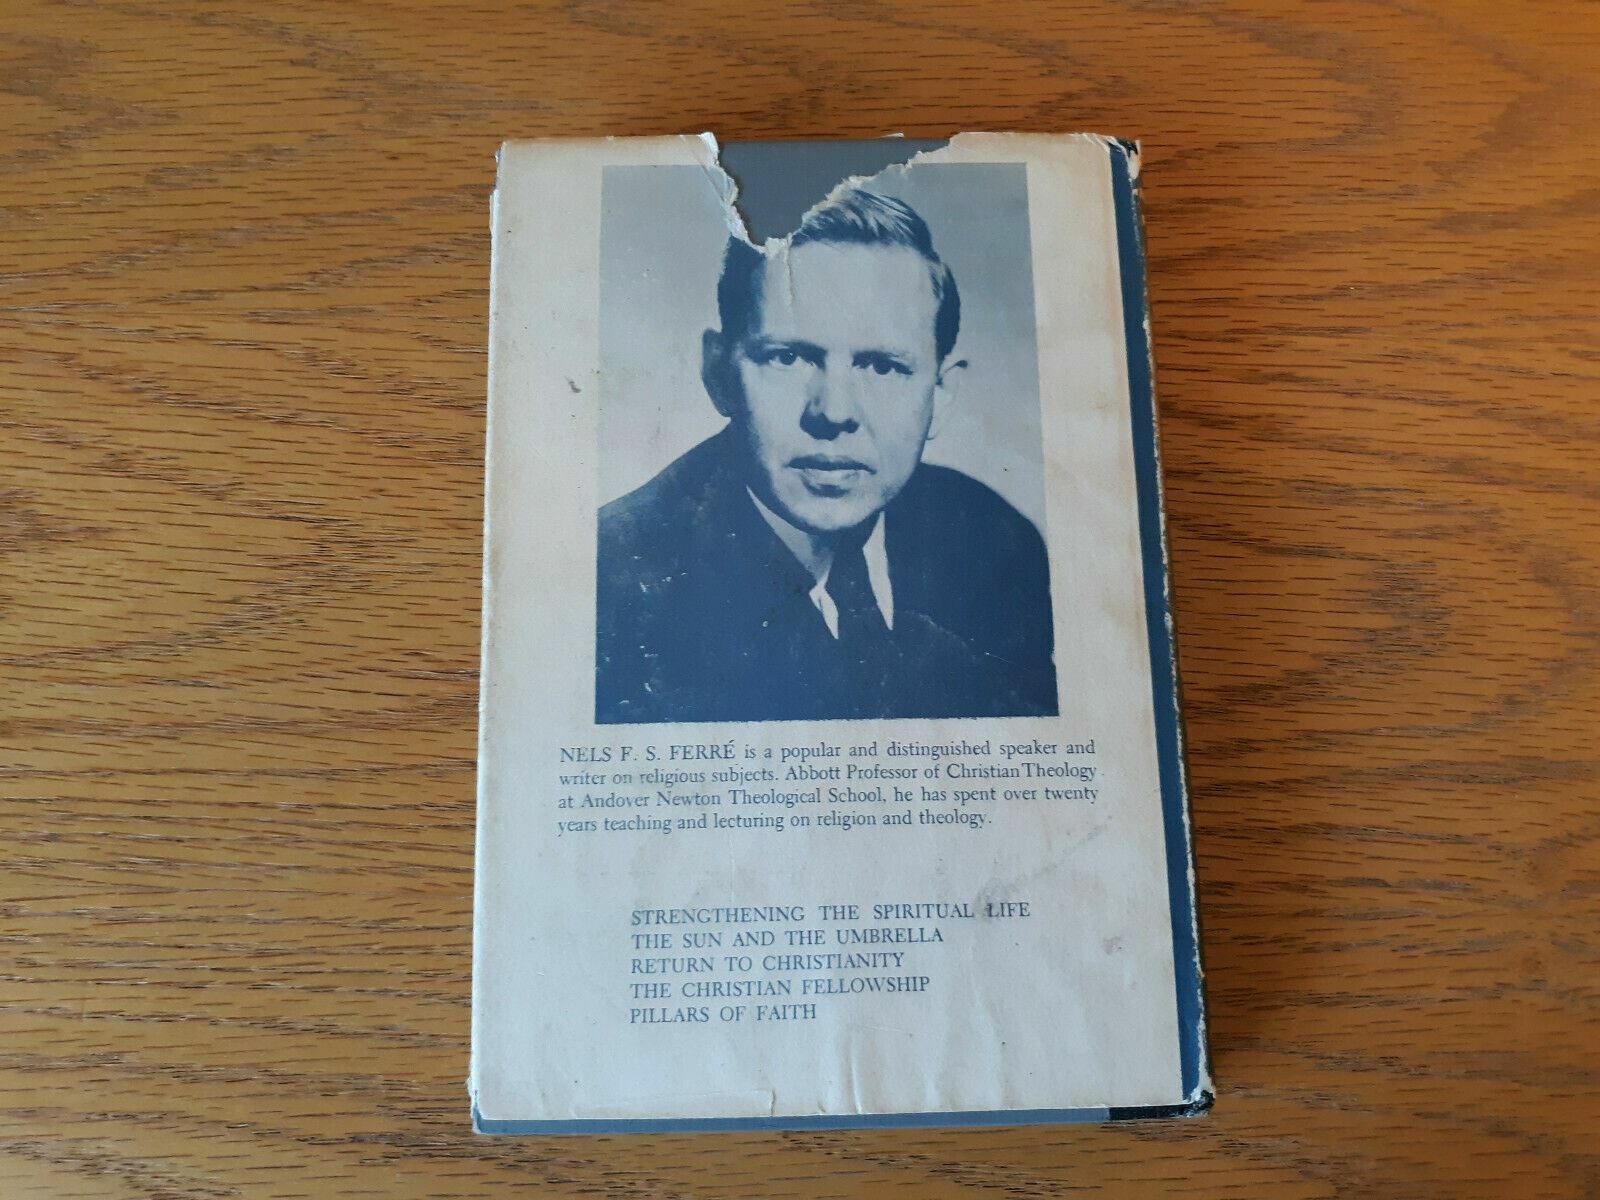 NELS F. S. FERRÉ is a popular and distinguished speaker and
writer on religious subjects. Abbott Professor of Christian Theology
at Andover Newton Theological School, he has spent over twenty
years teaching and lecturing on religion and theology.
STRENGTHENING THE SPIRITUAL LIFE
THE SUN AND THE UMBRELLA
RETURN TO CHRISTIANITY
THE CHRISTIAN FELLOWSHIP
PILLARS OF FAITH